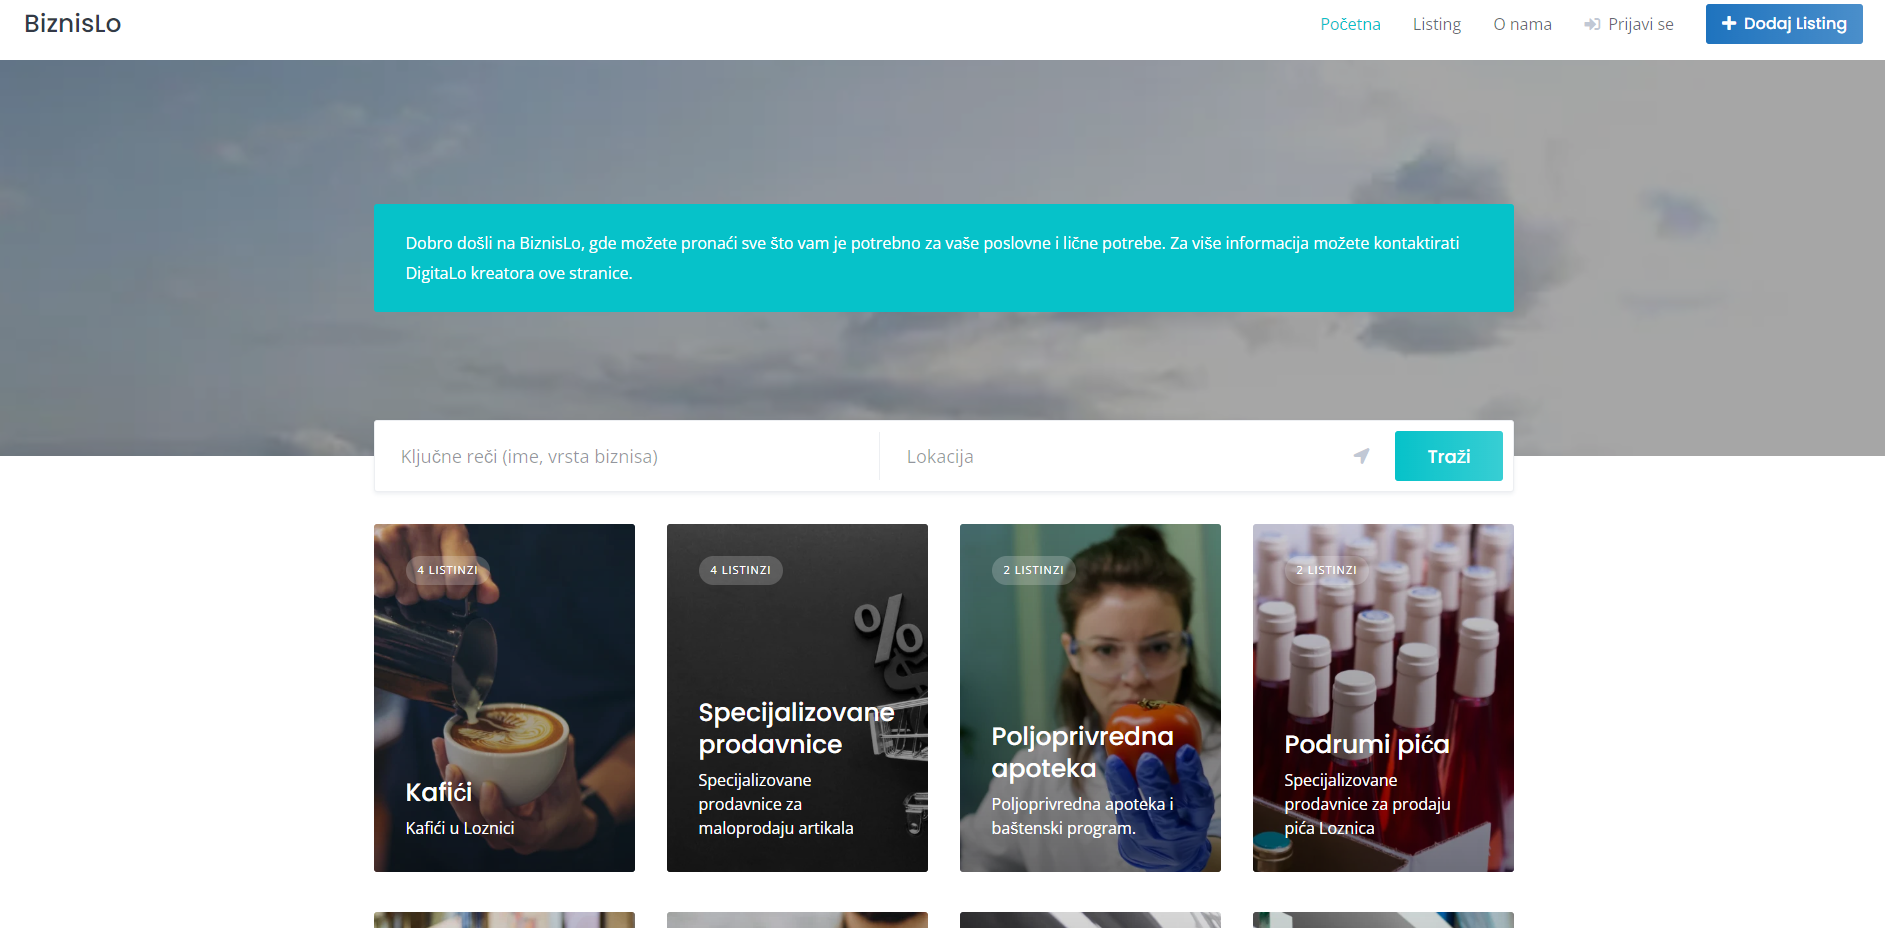 BiznisLo
Početna
Listing
O nama
Prijavi se
Dodaj Listing
Dobro došli na BiznisLo, gde možete pronaći sve što vam je potrebno za vaše poslovne i lične potrebe. Za više informacija možete kontaktirati
DigitaLo kreatora ove stranice.
Ključne reči (ime, vrsta biznisa)
Lokacija
Traži
4 LISTINZI
Kafići
Kafići u Loznici
4 LISTINZI
Specijalizovane
prodavnice
Specijalizovane
prodavnice za
maloprodaju artikala
2 LISTINZI
Poljoprivredna
apoteka
Poljoprivredna apoteka i
baštenski program.
2 LISTINZI
Podrumi pića
Specijalizovane
prodavnice za prodaju
pića Loznica